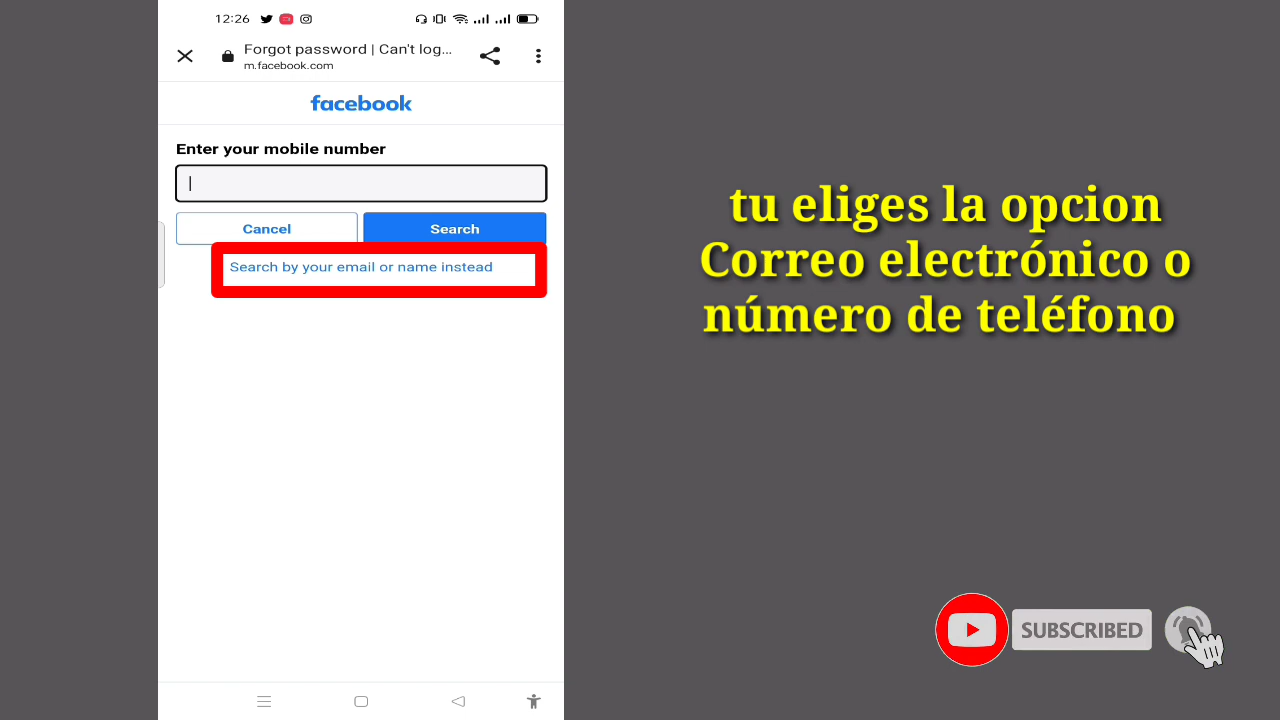 12:26
Forgot password | Can't log...
m.facebook.com
facebook
Enter your mobile number
Cancel
Search
Search by your email or name instead
tu eliges la opcion
Correo electrónico o
número de teléfono
SUBSCRIBED